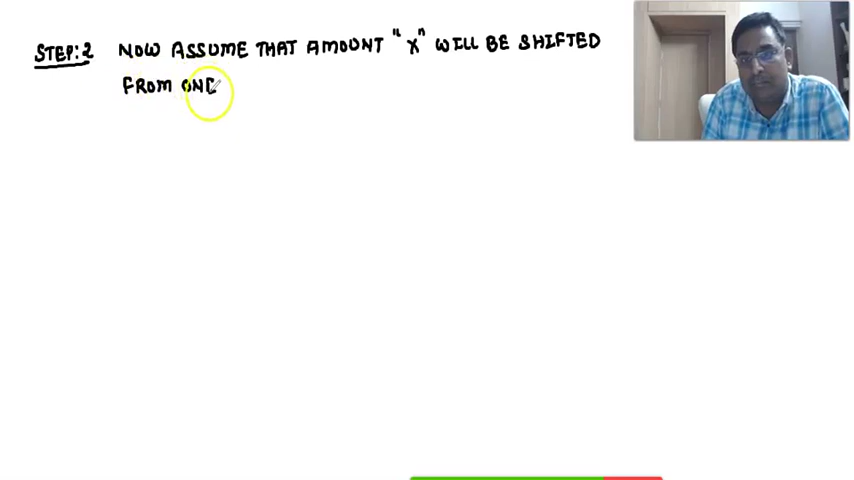 STEP:2 NOW ASSUME THAT AMOUNT "X" WILL BE SHIFTED
FROM ONE